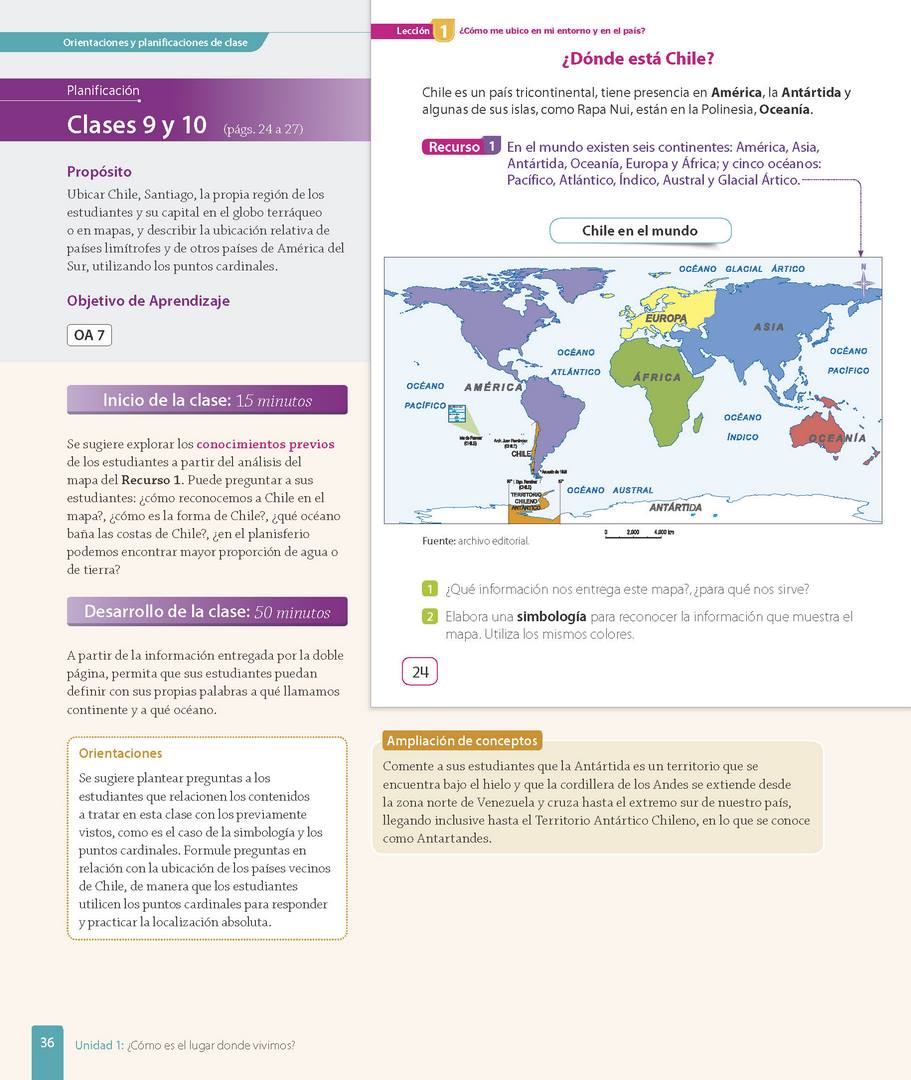 Orientaciones y planificaciones de clase
Planificación
Clases 9 y 10 (págs. 24 a 27)
Propósito
Ubicar Chile, Santiago, la propia región de los
estudiantes y su capital en el globo terráqueo
o en mapas, y describir la ubicación relativa de
países limítrofes y de otros países de América del
Sur, utilizando los puntos cardinales.
Objetivo de Aprendizaje
OA 7
Inicio de la clase: 15 minutos
Se sugiere explorar los conocimientos previos
de los estudiantes a partir del análisis del
mapa del Recurso 1. Puede preguntar a sus
estudiantes: ¿cómo reconocemos a Chile en el
mapa?, ¿cómo es la forma de Chile?, ¿qué océano
baña las costas de Chile?, ¿en el planisferio
podemos encontrar mayor proporción de agua o
de tierra?
Desarrollo de la clase: 50 minutos
A partir de la información entregada por la doble
página, permita que sus estudiantes puedan
definir con sus propias palabras a qué llamamos
continente y a qué océano.
Orientaciones
Se sugiere plantear preguntas a los
estudiantes que relacionen los contenidos
a tratar en esta clase con los previamente
vistos, como es el caso de la simbología y los
puntos cardinales. Formule preguntas en
relación con la ubicación de los países vecinos
de Chile, de manera que los estudiantes
utilicen los puntos cardinales para responder
y practicar la localización absoluta.
Lección 1 ¿Cómo me ubico en mi entorno y en el país?
¿Dónde está Chile?
Chile es un país tricontinental, tiene presencia en América, la Antártida y
algunas de sus islas, como Rapa Nui, están en la Polinesia, Oceanía.
Recurso 1 En el mundo existen seis continentes: América, Asia,
Antártida, Oceanía, Europa y África; y cinco océanos:
Pacífico, Atlántico, Índico, Austral y Glacial Ártico.
Chile en el mundo
OCÉANO GLACIAL ÁRTICO
N
EUROPA
ASIA
OCÉANO
ATLÁNTICO
OCÉANO
PACÍFICO
ÁFRICA
AMÉRICA
OCÉANO
PACÍFICO
OCÉANO
ÍNDICO
OCEANÍA
(CHILE)
Arch. Juan Fernández
(CHILE)
CHILE
(CHILE)
TERRITORIO
CHILENO
ANTÁRTICO
OCÉANO AUSTRAL
ANTÁRTIDA
0 2.000 4.000 km
Fuente: archivo editorial.
1 ¿Qué información nos entrega este mapa?, ¿para qué nos sirve?
2 Elabora una simbología para reconocer la información que muestra el
mapa. Utiliza los mismos colores.
24
Ampliación de conceptos
Comente a sus estudiantes que la Antártida es un territorio que se
encuentra bajo el hielo y que la cordillera de los Andes se extiende desde
la zona norte de Venezuela y cruza hasta el extremo sur de nuestro país,
llegando inclusive hasta el Territorio Antártico Chileno, en lo que se conoce
como Antartandes.
36 Unidad 1: ¿Cómo es el lugar donde vivimos?